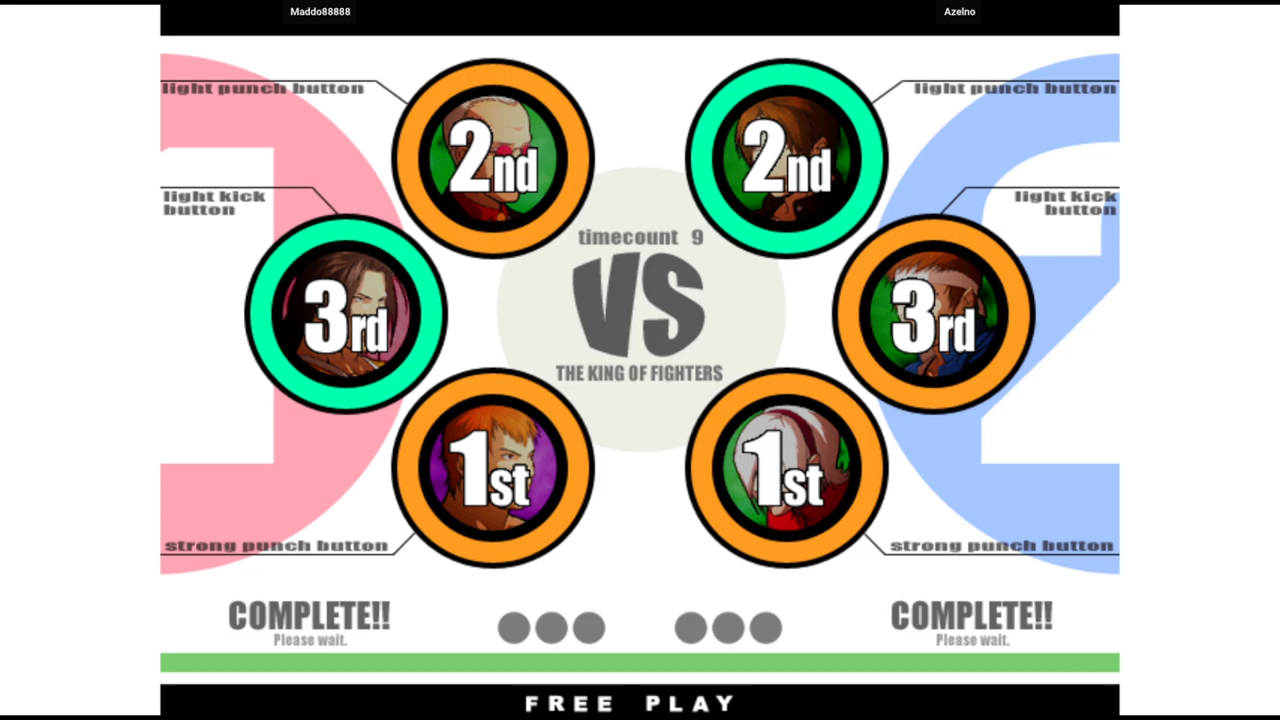 Maddo88888
Azelno
light punch button
light punch button
2nd
2nd
light kick
button
light kick
button
timecount 9
VS
THE KING OF FIGHTERS
3rd
3rd
1st
1st
strong punch button
strong punch button
COMPLETE!!
Please wait.
COMPLETE!!
Please wait.
FREE PLAY